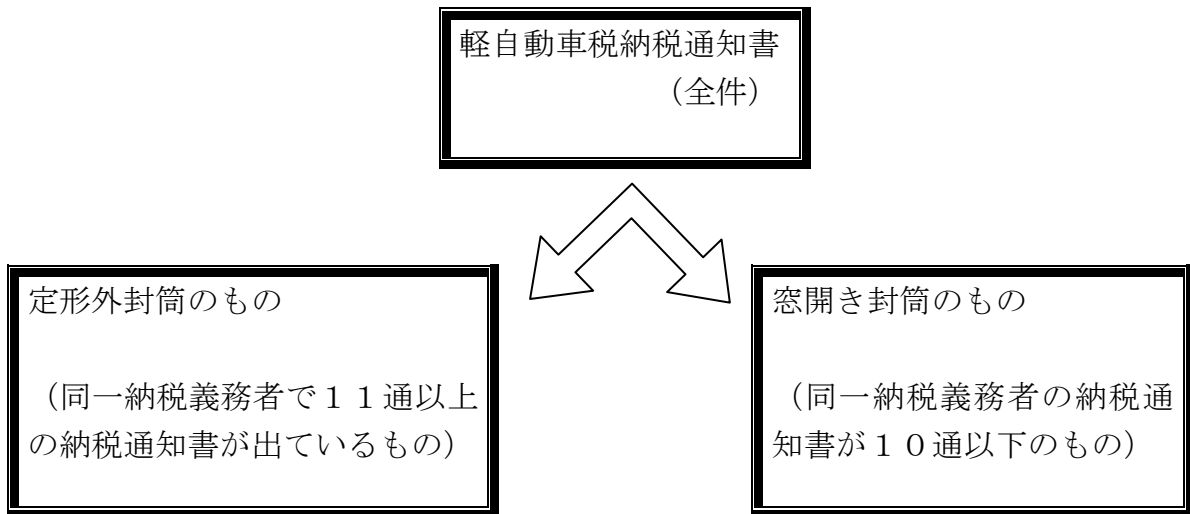 軽自動車税納税通知書
（全件）
定形外封筒のもの
（同一納税義務者で１１通以上
の納税通知書が出ているもの）
窓開き封筒のもの
（同一納税義務者の納税通
知書が１０通以下のもの）